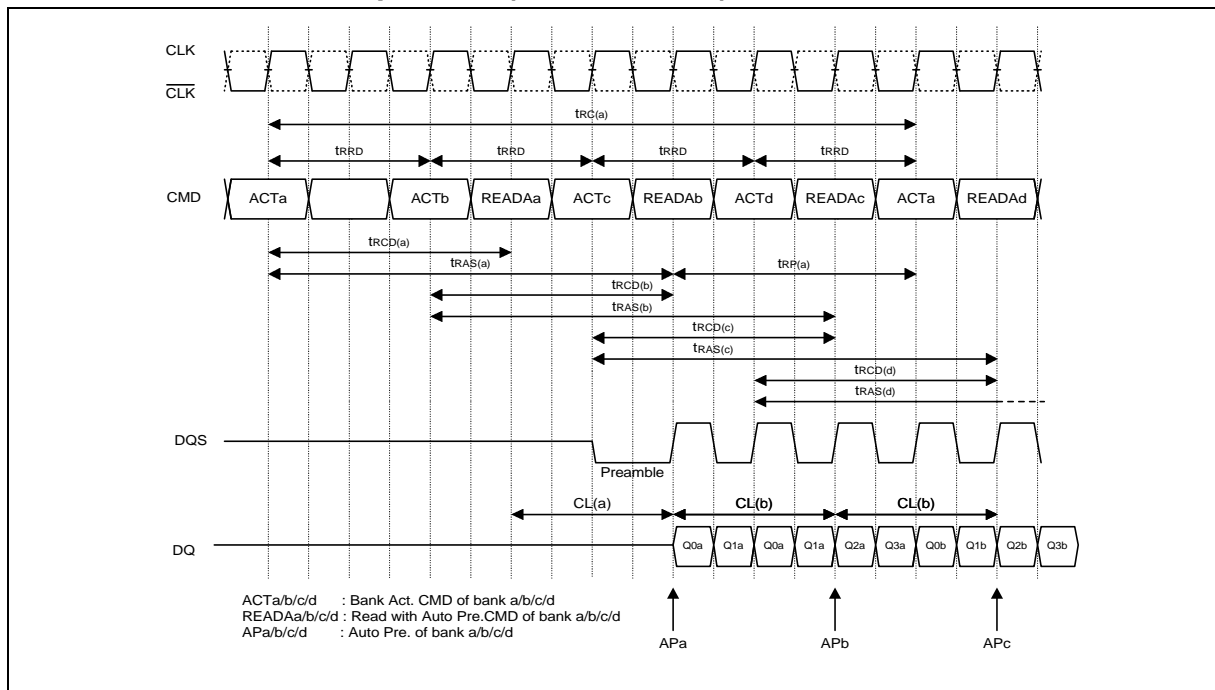 CLK
CLK
tRC(a)
tRRD tRRD tRRD tRRD
CMD ACTa ACTb READAa ACTc READAb ACTd READAc ACTa READAd
tRCD(a)
tRAS(a) tRP(a)
tRCD(b)
tRAS(b)
tRCD(c)
tRAS(c)
tRCD(d)
tRAS(d)
DQS
Preamble
CL(a) CL(b) CL(b)
DQ Q0a Q1a Q0a Q1a Q2a Q3a Q0b Q1b Q2b Q3b
ACTa/b/c/d : Bank Act. CMD of bank a/b/c/d
READAa/b/c/d : Read with Auto Pre.CMD of bank a/b/c/d
APa/b/c/d : Auto Pre. of bank a/b/c/d
APa APb APc